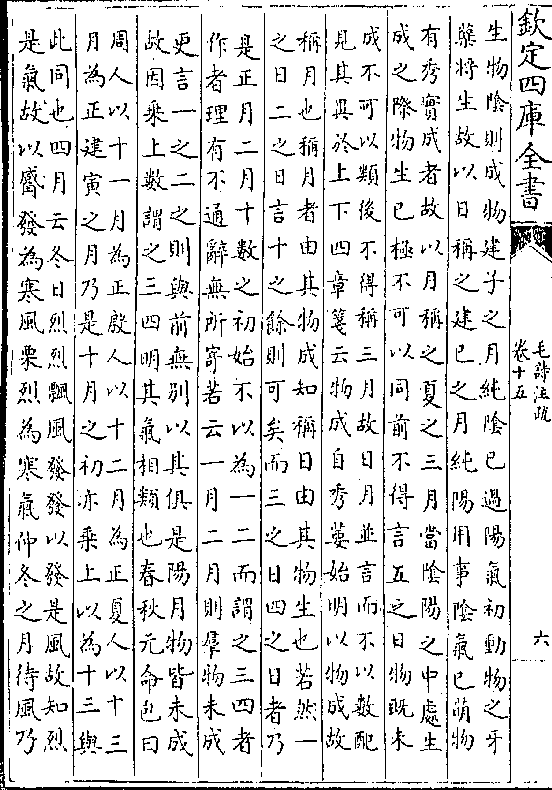 欽定四庫全書
毛詩注疏
卷十五
六
生物陰則成物建子之月純陰已過陽氣初動物之牙
蘖將生故以日稱之建巳之月純陽用事陰氣已萌物
有秀實成者故以月稱之夏之三月當陰陽之中處生
成之際物生已極不可以同前不得言五之日物既未
成不可以類後不得稱三月故日月並言而不以數配
見其異於上下四章箋云物成自秀葽始明以物成故
稱月也稱月者由其物成知稱日由其物生也若然一
之日二之日言十之餘則可矣而三之日四之日者乃
是正月二月十數之初始不以為一二而謂之三四者
作者理有不通辭無所寄若云一月二月則羣物未成
更言一之二之則與前無别以其俱是陽月物皆未成
故因乘上數謂之三四明其氣相類也春秋元命包曰
周人以十一月為正殷人以十二月為正夏人以十三
月為正建寅之月乃是十月之初亦乘上以為十三與
此同也四月云冬日烈烈飄風發發以發是風故知烈
是氣故以觱發為寒風栗烈為寒氣仲冬之月待風乃